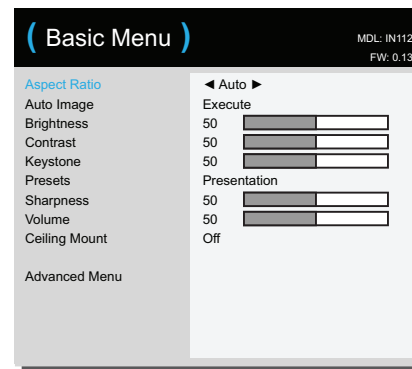 ( Basic Menu )
MDL: IN112
FW: 0.13
Aspect Ratio ◄ Auto ►
Auto Image Execute
Brightness 50
Contrast 50
Keystone 50
Presets Presentation
Sharpness 50
Volume 50
Ceiling Mount Off
Advanced Menu